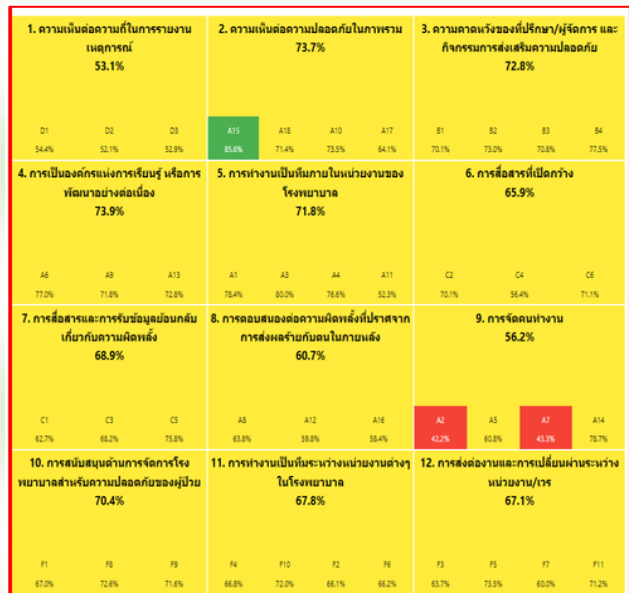 1. ความเห็นต่อความถี่ในการรายงาน
เหตุการณ์
53.1%
D1 D2 D3
54.4% 52.1% 52.9%
2. ความเห็นต่อความปลอดภัยในภาพรวม
73.7%
A15 A18 A10 A17
85.6% 71.4% 73.5% 64.1%
3. ความคาดหวังของที่ปรึกษา/ผู้จัดการ และ
กิจกรรมการส่งเสริมความปลอดภัย
72.8%
B1 B2 B3 B4
70.1% 73.0% 70.8% 77.5%
4. การเป็นองค์กรแห่งการเรียนรู้ หรือการ
พัฒนาอย่างต่อเนื่อง
73.9%
A6 A9 A13
77.0% 71.8% 72.8%
5. การทำงานเป็นทีมภายในหน่วยงานของ
โรงพยาบาล
71.8%
A1 A3 A4 A11
78.4% 80.0% 76.6% 52.3%
6. การสื่อสารที่เปิดกว้าง
65.9%
C2 C4 C6
70.1% 56.4% 71.1%
7. การสื่อสารและการรับข้อมูลย้อนกลับ
เกี่ยวกับความผิดพลั้ง
68.9%
C1 C3 C5
62.7% 68.2% 75.8%
8. การตอบสนองต่อความผิดพลั้งที่ปราศจาก
การส่งผลร้ายกับตนในภายหลัง
60.7%
A8 A12 A16
63.8% 59.8% 58.4%
9. การจัดคนทำงาน
56.2%
A2 A5 A7 A14
42.2% 60.8% 43.3% 78.7%
10. การสนับสนุนด้านการจัดการโรง
พยาบาลสำหรับความปลอดภัยของผู้ป่วย
70.4%
F1 F8 F9
67.0% 72.6% 71.6%
11. การทำงานเป็นทีมระหว่างหน่วยงานต่างๆ
ในโรงพยาบาล
67.8%
F4 F10 F2 F6
66.8% 72.0% 66.1% 66.2%
12. การส่งต่องานและการเปลี่ยนผ่านระหว่าง
หน่วยงาน/เวร
67.1%
F3 F5 F7 F11
63.7% 73.5% 60.0% 71.2%